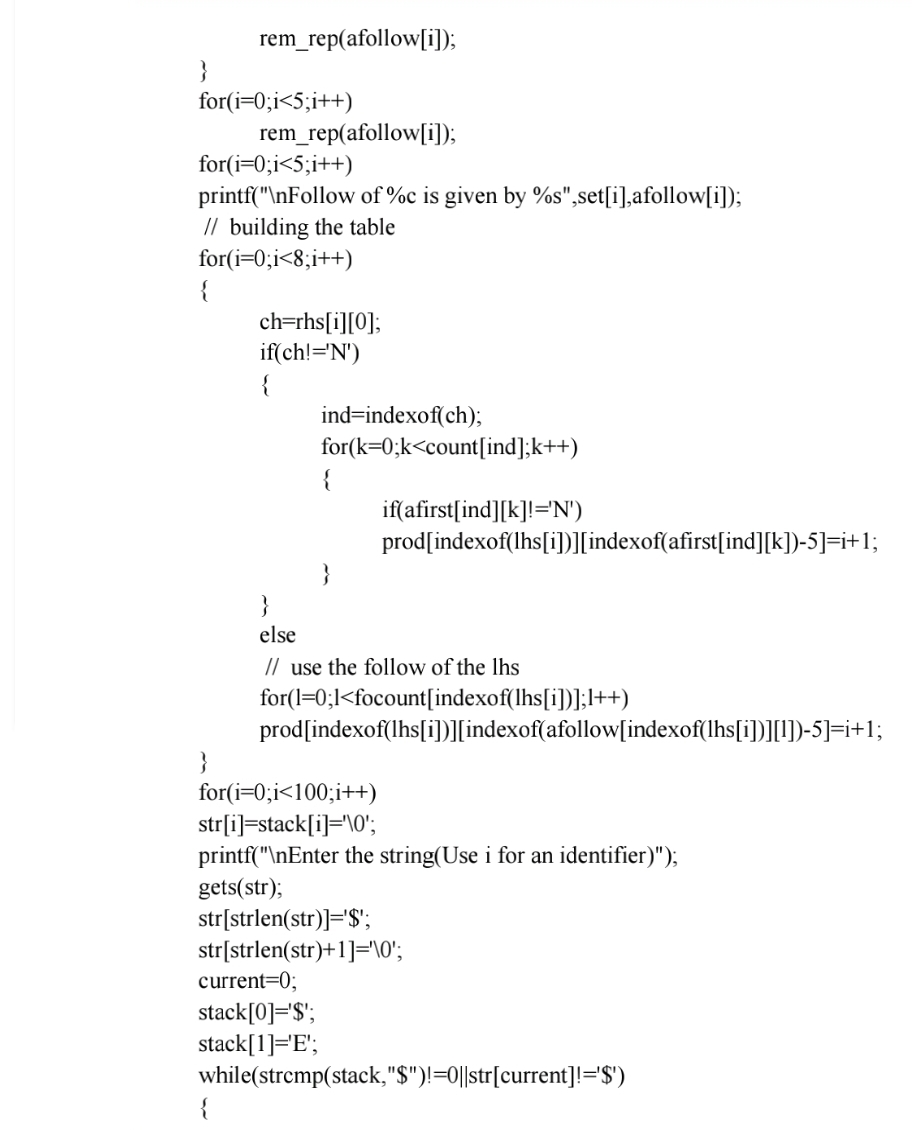 rem_rep(afollow[i]);
}
for(i=0;i<5;i++)
rem_rep(afollow[i]);
for(i=0;i<5;i++)
printf("\nFollow of %c is given by %s",set[i],afollow[i]);
// building the table
for(i=0;i<8;i++)
{
ch=rhs[i][0];
if(ch!='N')
{
ind=indexof(ch);
for(k=0;k<count[ind];k++)
{
if(afirst[ind][k]!='N')
prod[indexof(lhs[i])][indexof(afirst[ind][k])-5]=i+1;
}
}
else
// use the follow of the lhs
for(l=0;l<focount[indexof(lhs[i])];l++)
prod[indexof(lhs[i])][indexof(afollow[indexof(lhs[i])][l])-5]=i+1;
}
for(i=0;i<100;i++)
str[i]=stack[i]='\0';
printf("\nEnter the string(Use i for an identifier)");
gets(str);
str[strlen(str)]='$';
str[strlen(str)+1]='\0';
current=0;
stack[0]='$';
stack[1]='E';
while(strcmp(stack,"$")!=0||str[current]!='$')
{